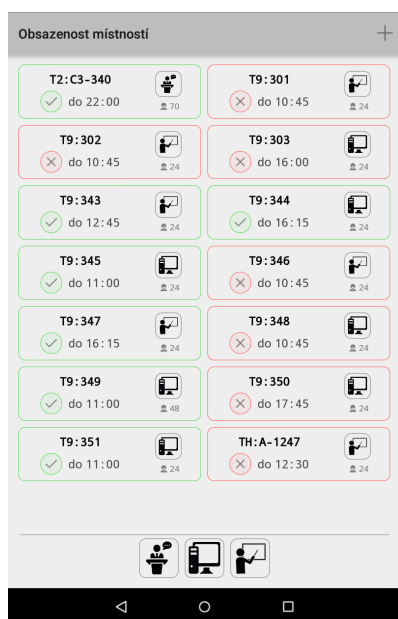 Obsazenost místností
T2:C3-340
do 22:00
70
T9:301
do 10:45
24
T9:302
do 10:45
24
T9:303
do 16:00
24
T9:343
do 12:45
24
T9:344
do 16:15
24
T9:345
do 11:00
24
T9:346
do 10:45
24
T9:347
do 16:15
24
T9:348
do 10:45
24
T9:349
do 11:00
48
T9:350
do 17:45
24
T9:351
do 11:00
24
TH:A-1247
do 12:30
24